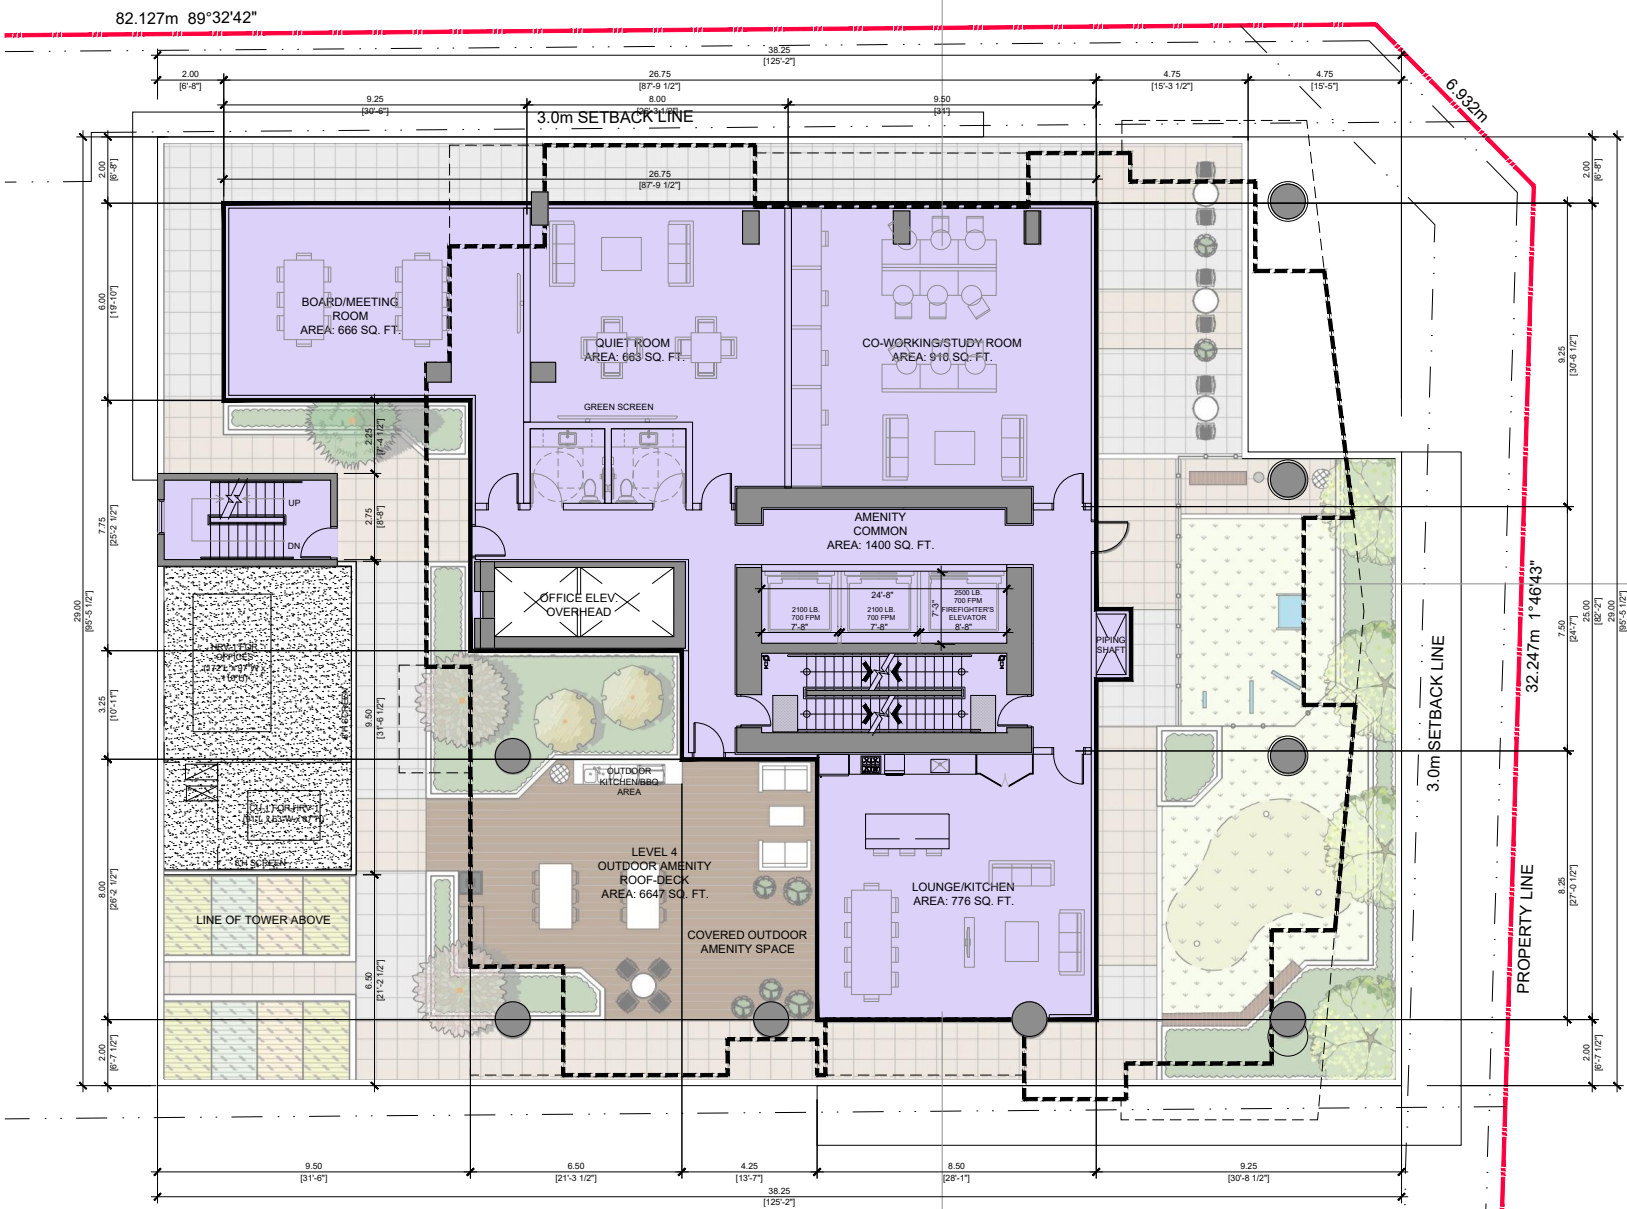 82.127m 89°32'42"
38.25
[125'-2"]
2.00
[6'-8"]
26.75
[87'-9 1/2"]
4.75
[15'-3 1/2"]
4.75
[15'-5"]
9.25
[30'-6"]
8.00
9.50
[31']
3.0m SETBACK LINE
6.932m
26.75
[87'-9 1/2"]
2.00
[6'-8"]
2.00
[6'-8"]
6.00
[19'-10"]
BOARD/MEETING
ROOM
AREA: 666 SQ. FT.
QUIET ROOM
AREA: 663 SQ. FT.
CO-WORKING/STUDY ROOM
AREA: 910 SQ. FT.
9.25
[30'-6 1/2"]
GREEN SCREEN
2.25
[7'-4 1/2"]
UP
DN
2.75
[8'-8"]
7.75
[25'-2 1/2"]
AMENITY
COMMON
AREA: 1400 SQ. FT.
OFFICE ELEV.
OVERHEAD
24'-8"
7'-3"
2100 LB.
700 FPM
7'-8"
2100 LB.
700 FPM
7'-8"
2500 LB.
700 FPM
FIREFIGHTER'S
ELEVATOR
8'-8"
PIPING
SHAFT
29.00
[95'-5 1/2"]
7.50
[24'-7"]
25.00
[82'-2"]
29.00
[95'-5 1/2"]
32.247m 1°46'43"
3.0m SETBACK LINE
PROPERTY LINE
3.25
[10'-11"]
9.50
[31'-6 1/2"]
OUTDOOR
KITCHEN/BBQ
AREA
LEVEL 4
OUTDOOR AMENITY
ROOF-DECK
AREA: 6647 SQ. FT.
COVERED OUTDOOR
AMENITY SPACE
LOUNGE/KITCHEN
AREA: 776 SQ. FT.
LINE OF TOWER ABOVE
8.00
[26'-2 1/2"]
8.25
[27'-0 1/2"]
6.50
[21'-2 1/2"]
2.00
[6'-7 1/2"]
2.00
[6'-7 1/2"]
9.50
[31'-6"]
6.50
[21'-3 1/2"]
4.25
[13'-7"]
8.50
[28'-1"]
9.25
[30'-8 1/2"]
38.25
[125'-2"]